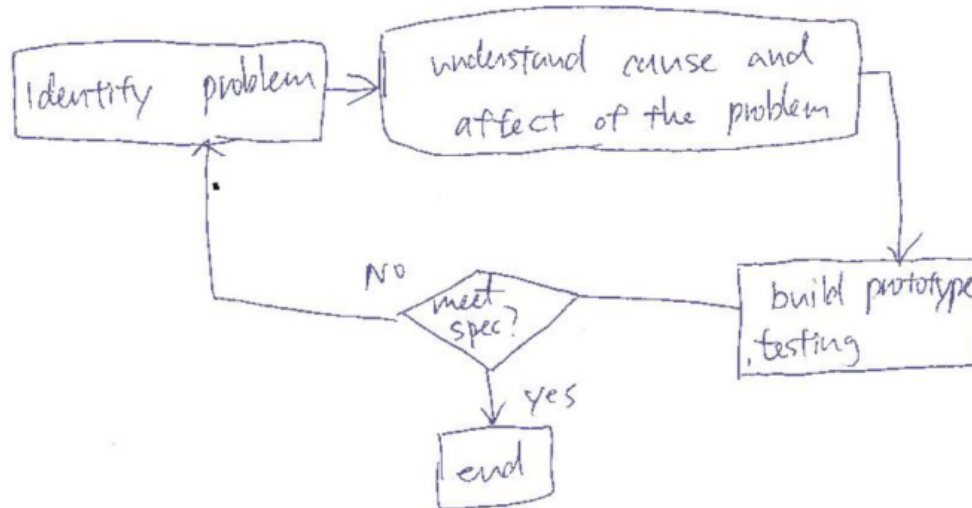 Identify problem
understand cause and
affect of the problem
build prototype
, testing
meet
spec?
No
yes
end